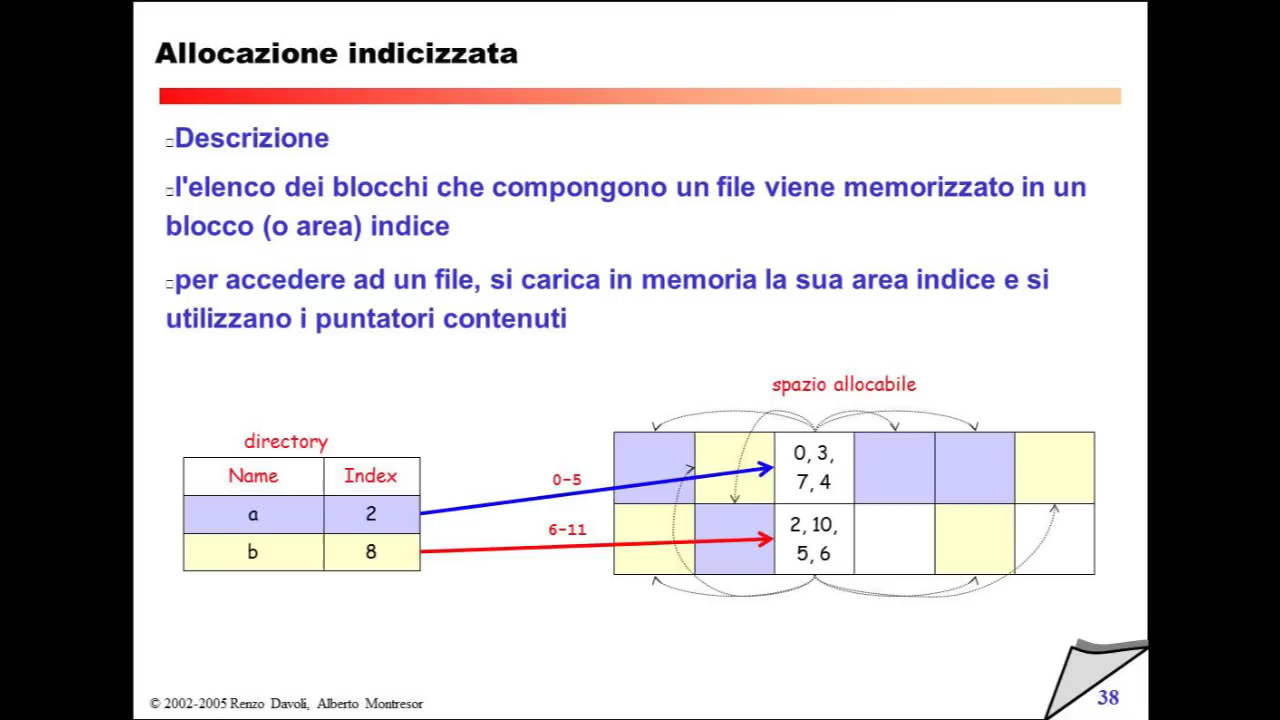 Allocazione indicizzata
Descrizione
l'elenco dei blocchi che compongono un file viene memorizzato in un
blocco (o area) indice
per accedere ad un file, si carica in memoria la sua area indice e si
utilizzano i puntatori contenuti
spazio allocabile
directory
Name Index
a 2
b 8
0-5
6-11
0, 3,
7, 4
2, 10,
5, 6
© 2002-2005 Renzo Davoli, Alberto Montresor
38